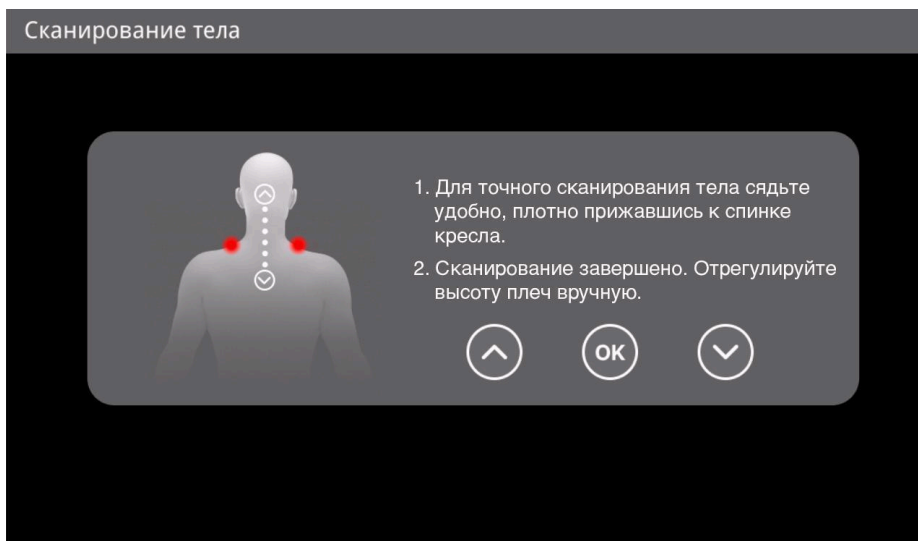 Сканирование тела
1. Для точного сканирования тела сядьте
удобно, плотно прижавшись к спинке
кресла.
2. Сканирование завершено. Отрегулируйте
высоту плеч вручную.
OK